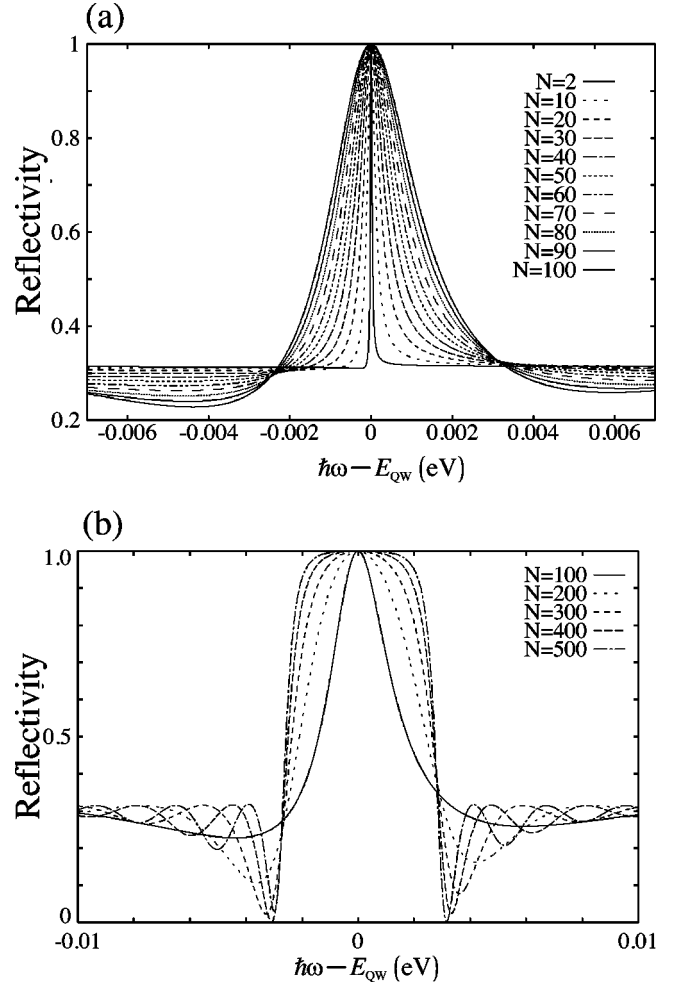 (a)
1
0.8
0.6
0.4
0.2
Reflectivity
N=2
N=10
N=20
N=30
N=40
N=50
N=60
N=70
N=80
N=90
N=100
-0.006 -0.004 -0.002 0 0.002 0.004 0.006
ħω − E_QW (eV)
(b)
1.0
0.5
0
Reflectivity
N=100
N=200
N=300
N=400
N=500
-0.01 0 0.01
ħω − E_QW (eV)